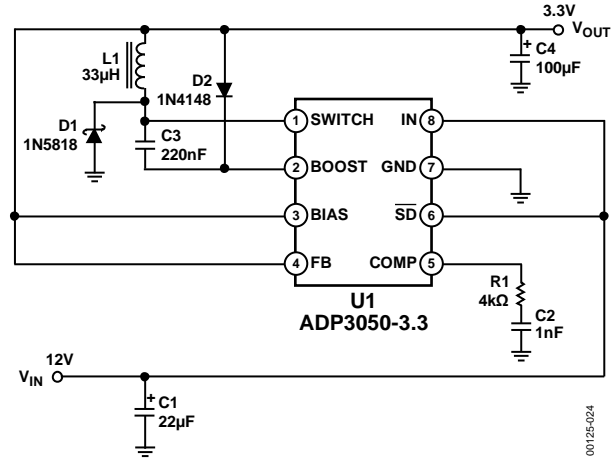 3.3V
VOUT
L1
33µH
D2
1N4148
+
C4
100µF
D1
1N5818
C3
220nF
1 SWITCH IN 8
2 BOOST GND 7
3 BIAS SD 6
4 FB COMP 5
R1
4kΩ
C2
1nF
U1
ADP3050-3.3
12V
VIN
+
C1
22µF
00125-024